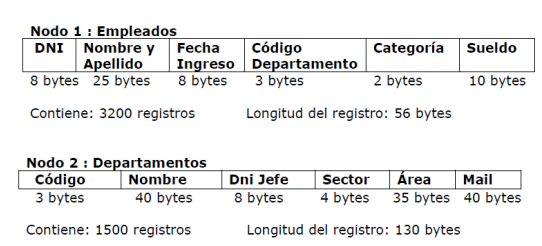 Nodo 1 : Empleados
DNI Nombre y Apellido Fecha Ingreso Código Departamento Categoría Sueldo
8 bytes 25 bytes 8 bytes 3 bytes 2 bytes 10 bytes
Contiene: 3200 registros Longitud del registro: 56 bytes
Nodo 2 : Departamentos
Código Nombre Dni Jefe Sector Área Mail
3 bytes 40 bytes 8 bytes 4 bytes 35 bytes 40 bytes
Contiene: 1500 registros Longitud del registro: 130 bytes